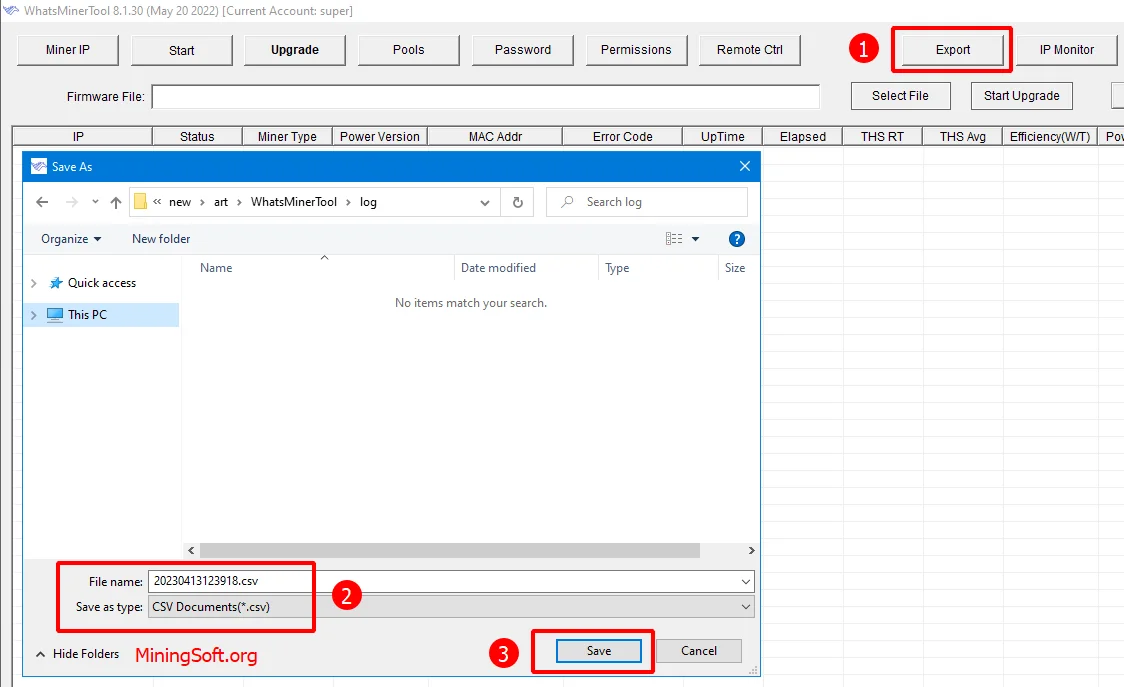 WhatsMinerTool 8.1.30 (May 20 2022) [Current Account: super]
Miner IP Start Upgrade Pools Password Permissions Remote Ctrl 1 Export IP Monitor
Firmware File: Select File Start Upgrade
IP Status Miner Type Power Version MAC Addr Error Code UpTime Elapsed THS RT THS Avg Efficiency(W/T) Pov
Save As
« new › art › WhatsMinerTool › log Search log
Organize New folder ?
Name Date modified Type Size
Quick access
No items match your search.
This PC
File name: 20230413123918.csv
2
Save as type: CSV Documents(*.csv)
Hide Folders MiningSoft.org 3 Save Cancel